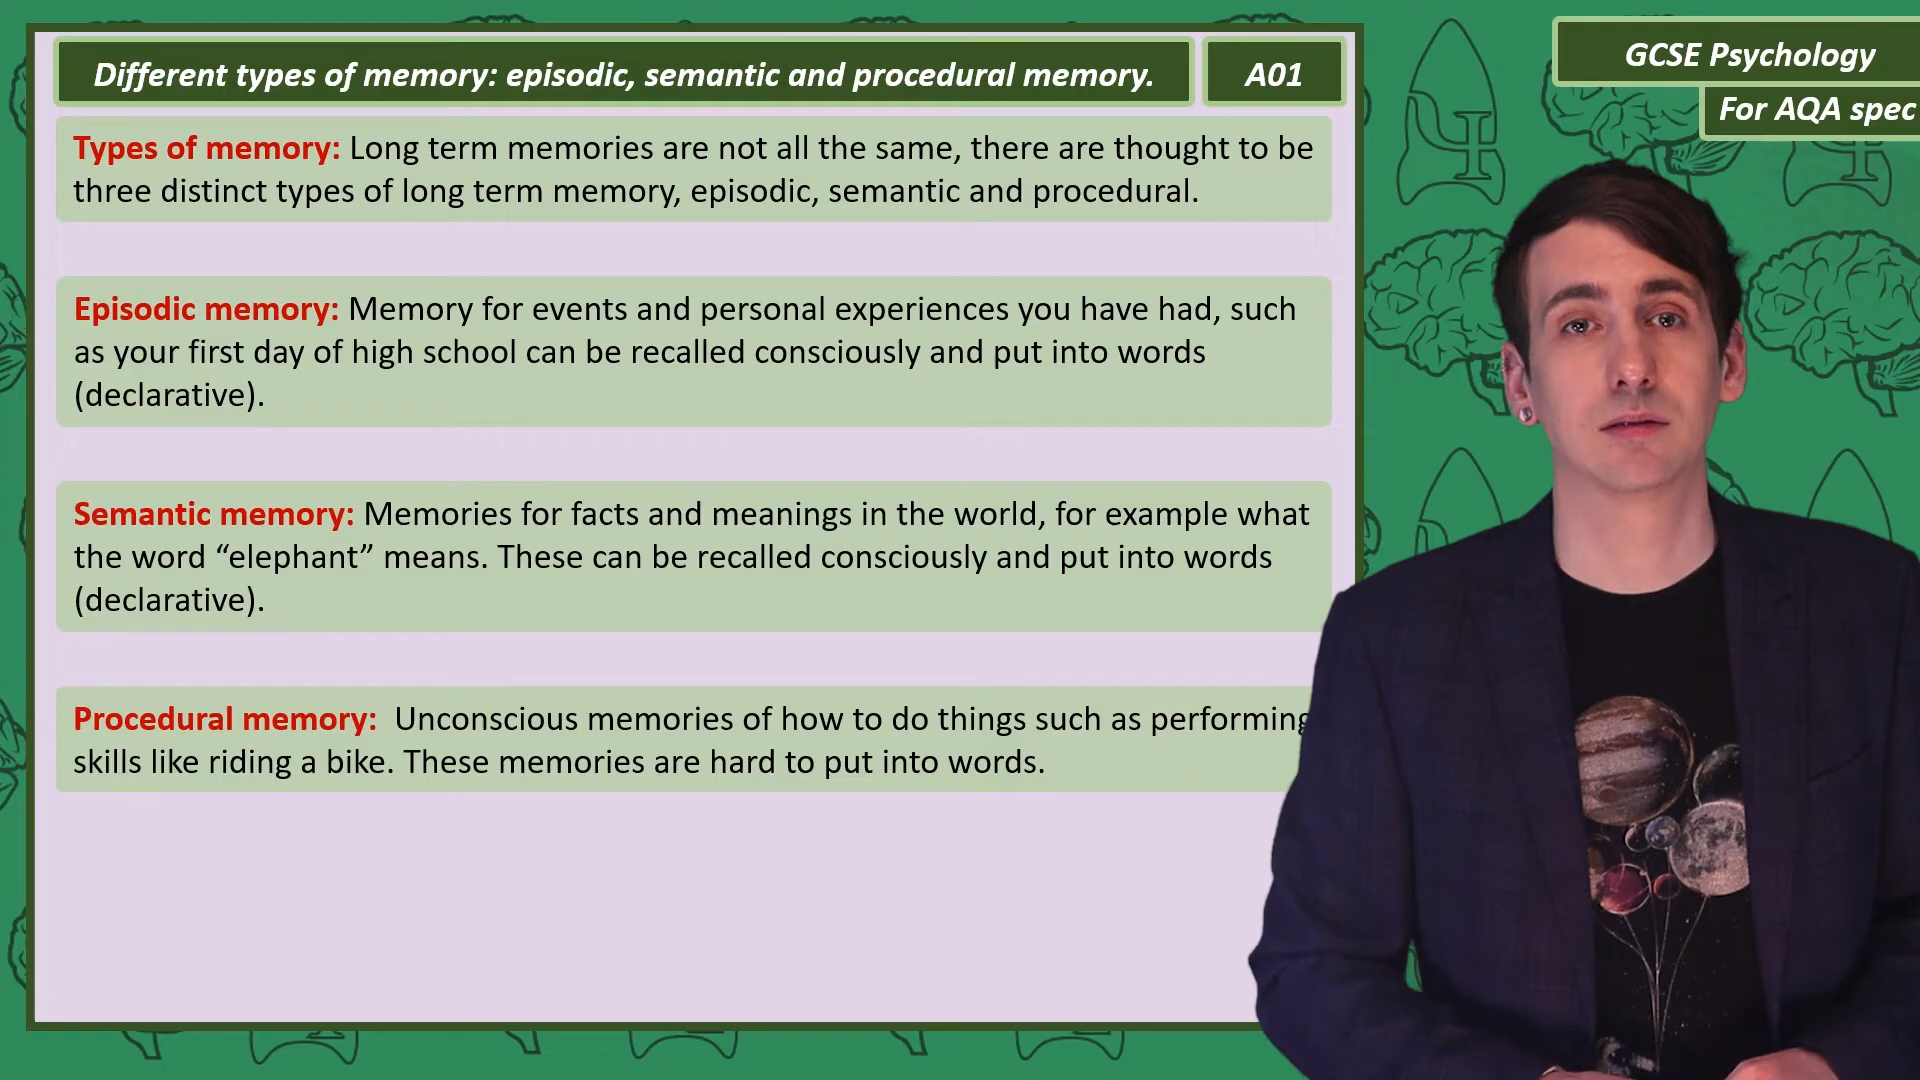 Different types of memory: episodic, semantic and procedural memory.
A01
GCSE Psychology
For AQA spec
Types of memory: Long term memories are not all the same, there are thought to be
three distinct types of long term memory, episodic, semantic and procedural.
Episodic memory: Memory for events and personal experiences you have had, such
as your first day of high school can be recalled consciously and put into words
(declarative).
Semantic memory: Memories for facts and meanings in the world, for example what
the word “elephant” means. These can be recalled consciously and put into words
(declarative).
Procedural memory: Unconscious memories of how to do things such as performing
skills like riding a bike. These memories are hard to put into words.